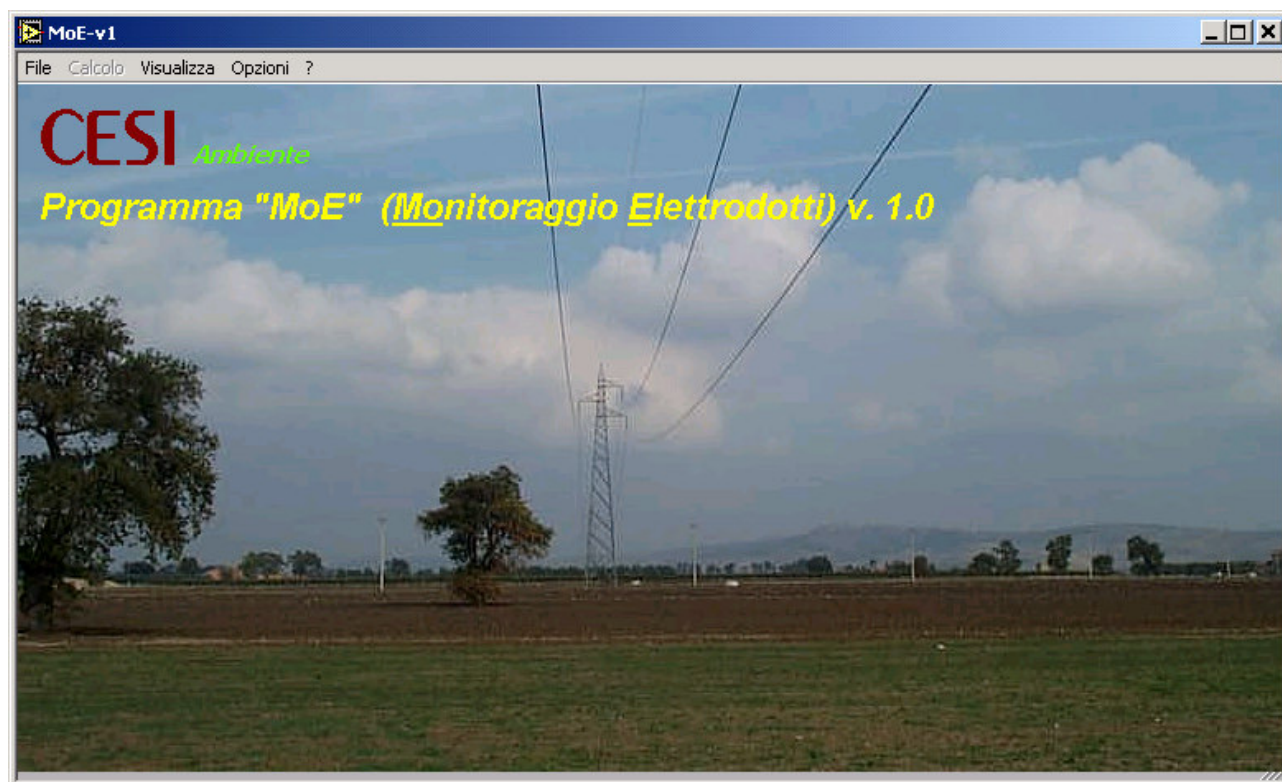 MoE-v1
File Calcolo Visualizza Opzioni ?
CESI Ambiente
Programma "MoE" (Monitoraggio Elettrodotti) v. 1.0